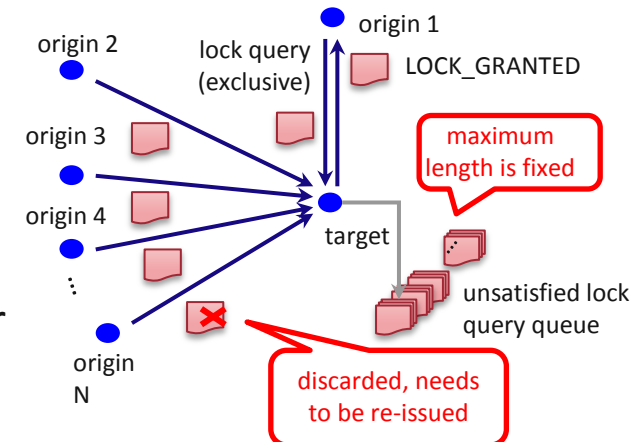 origin 1
origin 2
lock query
(exclusive)
LOCK_GRANTED
origin 3
maximum
length is fixed
origin 4
target
...
...
unsatisfied lock
query queue
r
origin
N
discarded, needs
to be re-issued